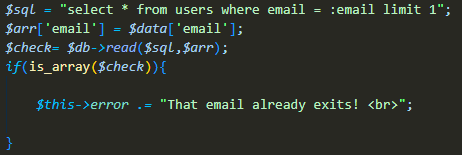 $sql = "select * from users where email = :email limit 1";
$arr['email'] = $data['email'];
$check= $db->read($sql,$arr);
if(is_array($check)){
$this->error .= "That email already exits! <br>";
}